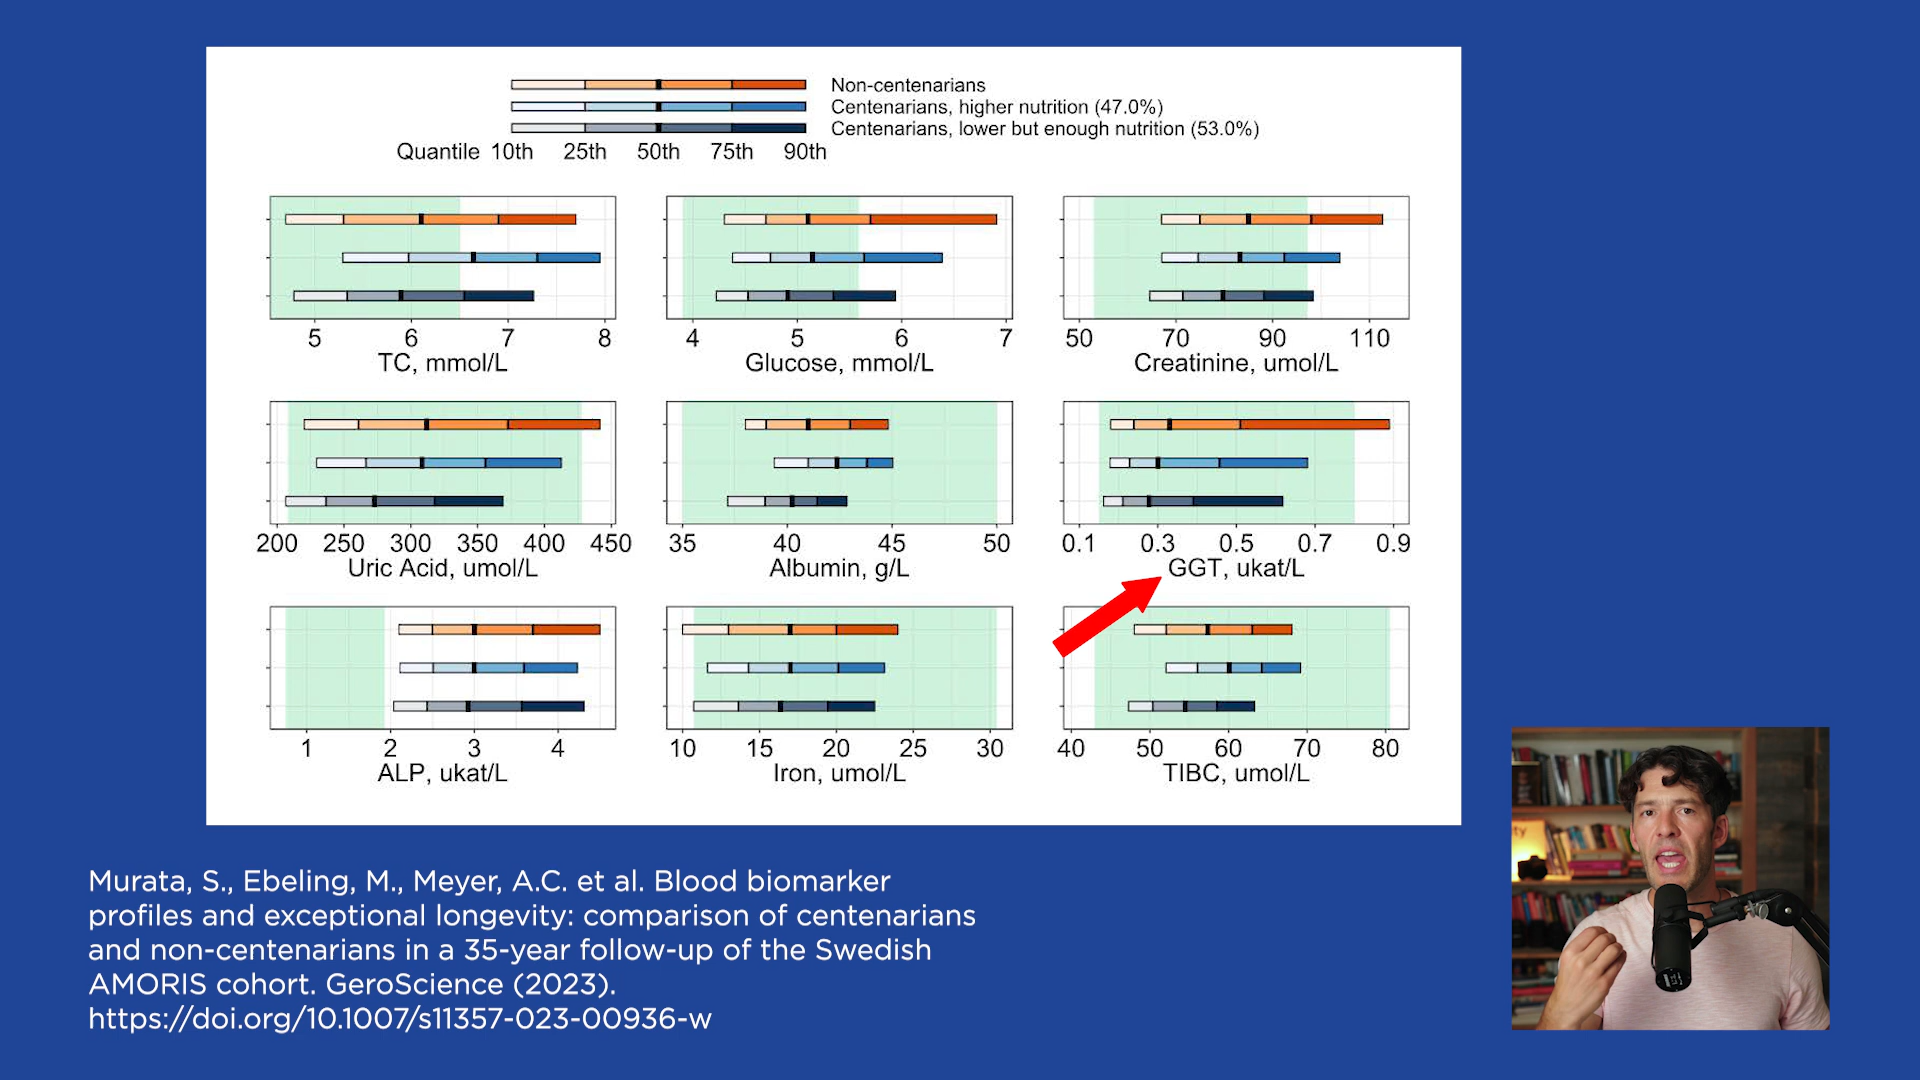 Non-centenarians
Centenarians, higher nutrition (47.0%)
Centenarians, lower but enough nutrition (53.0%)
Quantile 10th 25th 50th 75th 90th
5 6 7 8
TC, mmol/L
4 5 6 7
Glucose, mmol/L
50 70 90 110
Creatinine, umol/L
200 250 300 350 400 450
Uric Acid, umol/L
35 40 45 50
Albumin, g/L
0.1 0.3 0.5 0.7 0.9
GGT, ukat/L
1 2 3 4
ALP, ukat/L
10 15 20 25 30
Iron, umol/L
40 50 60 70 80
TIBC, umol/L
Murata, S., Ebeling, M., Meyer, A.C. et al. Blood biomarker
profiles and exceptional longevity: comparison of centenarians
and non-centenarians in a 35-year follow-up of the Swedish
AMORIS cohort. GeroScience (2023).
https://doi.org/10.1007/s11357-023-00936-w